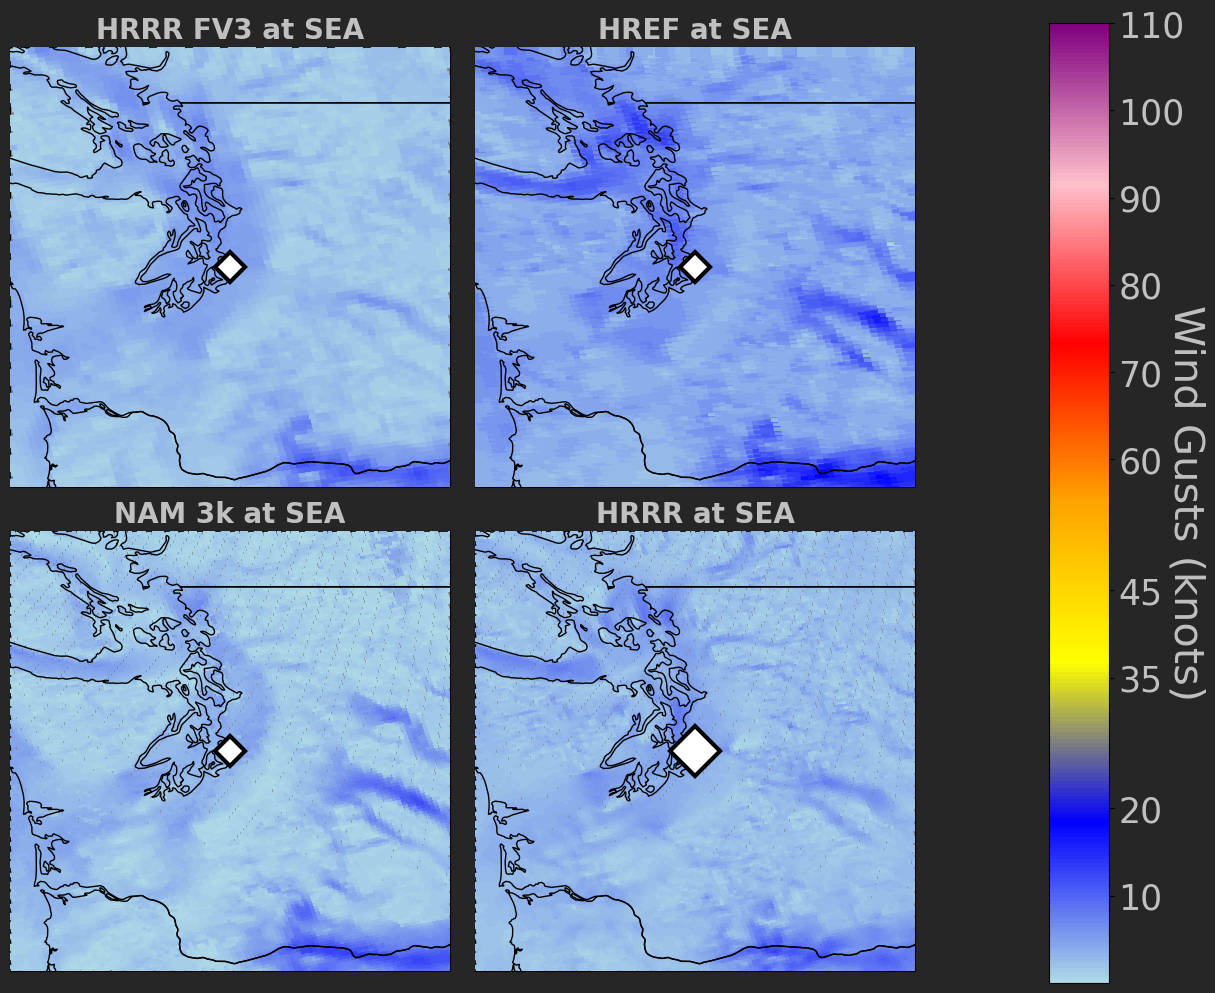 HRRR FV3 at SEA
HREF at SEA
NAM 3k at SEA
HRRR at SEA
110
100
90
80
70
60
45
35
20
10
Wind Gusts (knots)